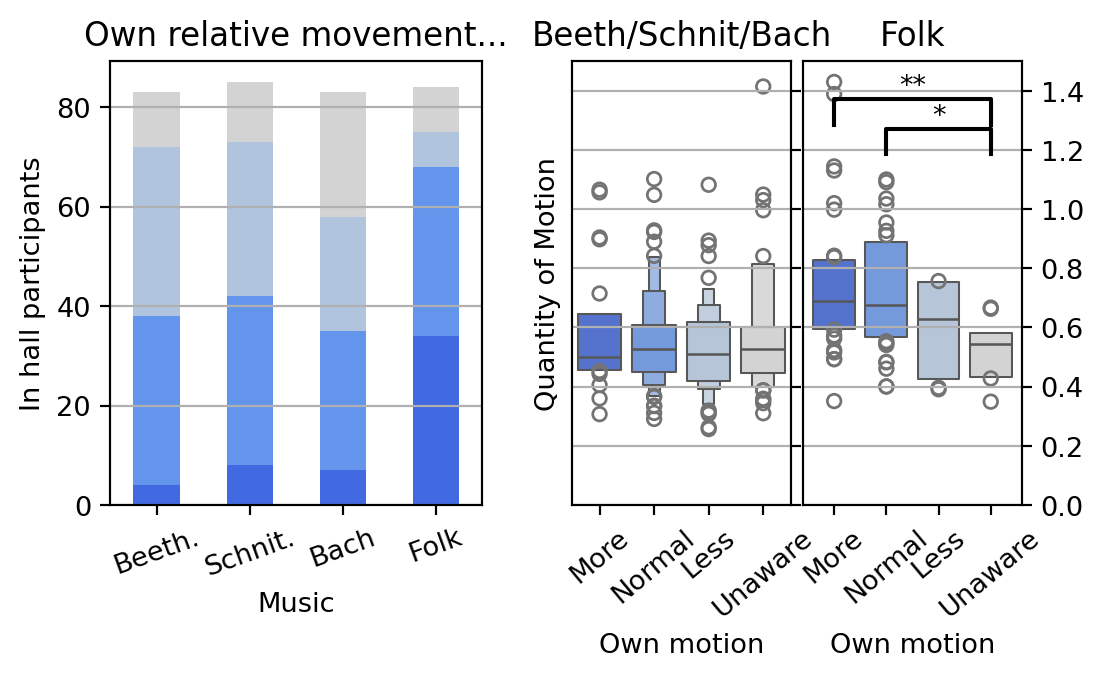 Own relative movement...
In hall participants
80
60
40
20
0
Beeth.
Schnit.
Bach
Folk
Music
Beeth/Schnit/Bach
Folk
Quantity of Motion
**
*
1.4
1.2
1.0
0.8
0.6
0.4
0.2
0.0
More
Normal
Less
Unaware
More
Normal
Less
Unaware
Own motion
Own motion